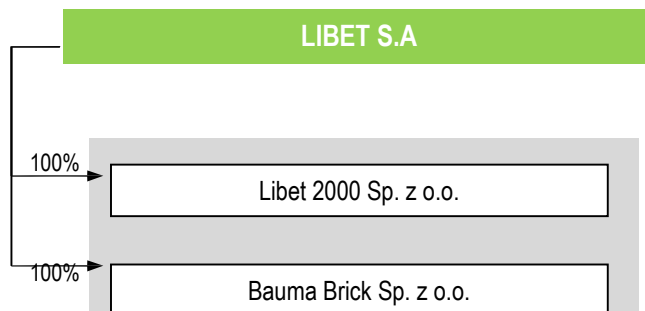 LIBET S.A
100%
Libet 2000 Sp. z o.o.
100%
Bauma Brick Sp. z o.o.